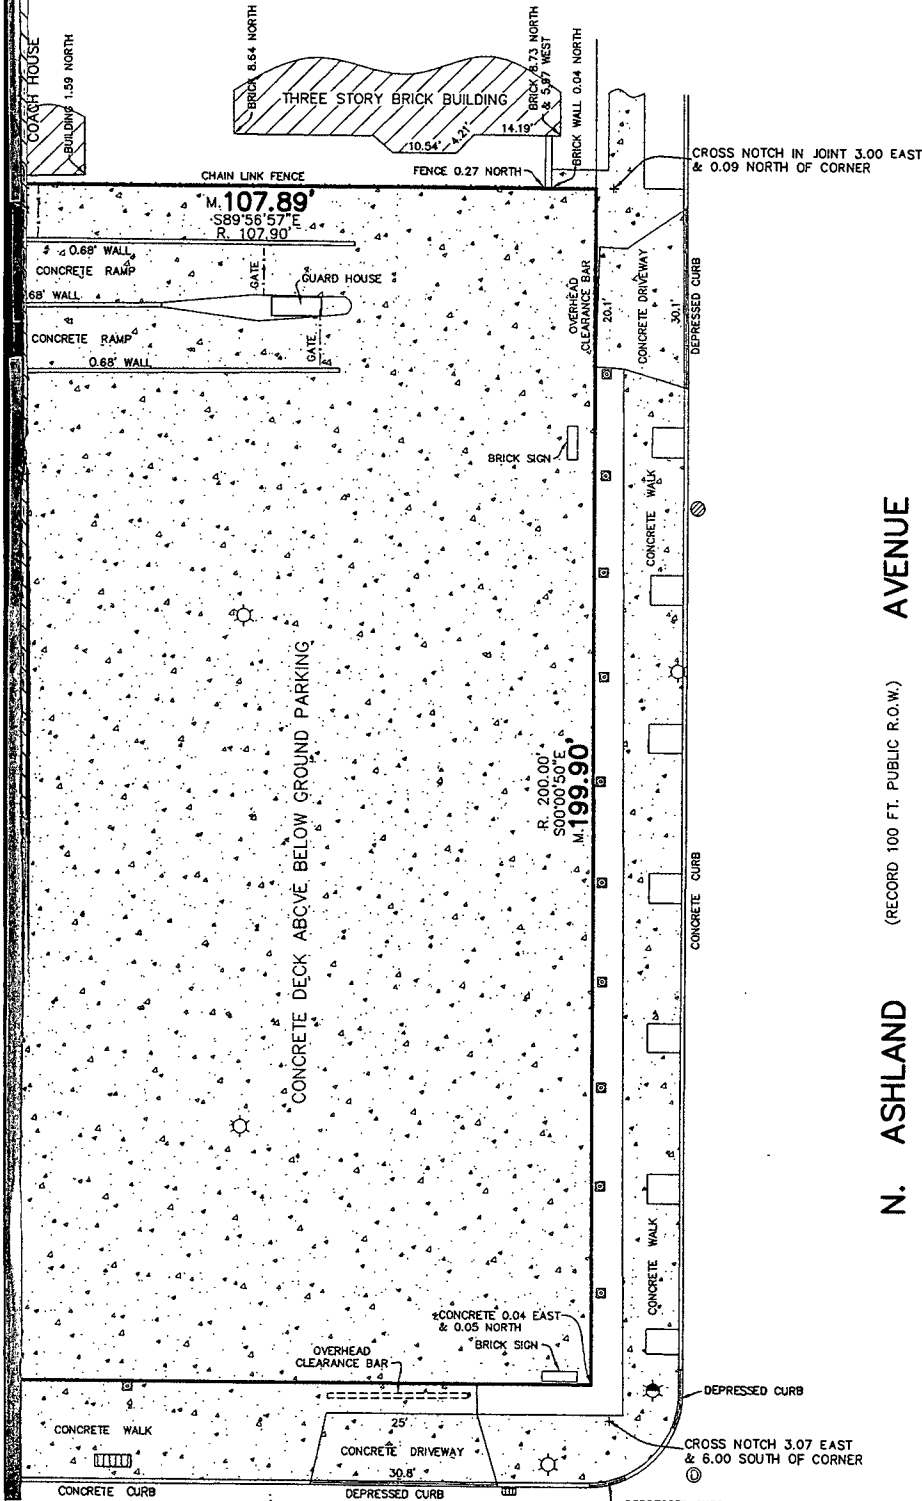 COACH HOUSE
BUILDING 1.59 NORTH
BRICK 8.64 NORTH
THREE STORY BRICK BUILDING
BRICK 8.73 NORTH
& 5.97 WEST
BRICK WALL 0.04 NORTH
10.54'
4.21'
14.19'
CROSS NOTCH IN JOINT 3.00 EAST
& 0.09 NORTH OF CORNER
CHAIN LINK FENCE
FENCE 0.27 NORTH
M. 107.89'
S89°56'57"E
R. 107.90'
0.68' WALL
CONCRETE RAMP
GATE
GUARD HOUSE
68' WALL
CONCRETE RAMP
GATE
0.68' WALL
OVERHEAD
CLEARANCE BAR
20.1'
CONCRETE DRIVEWAY
30.1'
DEPRESSED CURB
BRICK SIGN
CONCRETE WALK
CONCRETE DECK ABCVE BELOW GROUND PARKING
R. 200.00'
S00°00'50"E
M. 199.90'
CONCRETE CURB
N. ASHLAND (RECORD 100 FT. PUBLIC R.O.W.) AVENUE
CONCRETE WALK
CONCRETE 0.04 EAST
& 0.05 NORTH
BRICK SIGN
OVERHEAD
CLEARANCE BAR
DEPRESSED CURB
CONCRETE WALK
25'
CONCRETE DRIVEWAY
30.8'
CROSS NOTCH 3.07 EAST
& 6.00 SOUTH OF CORNER
D
CONCRETE CURB
DEPRESSED CURB